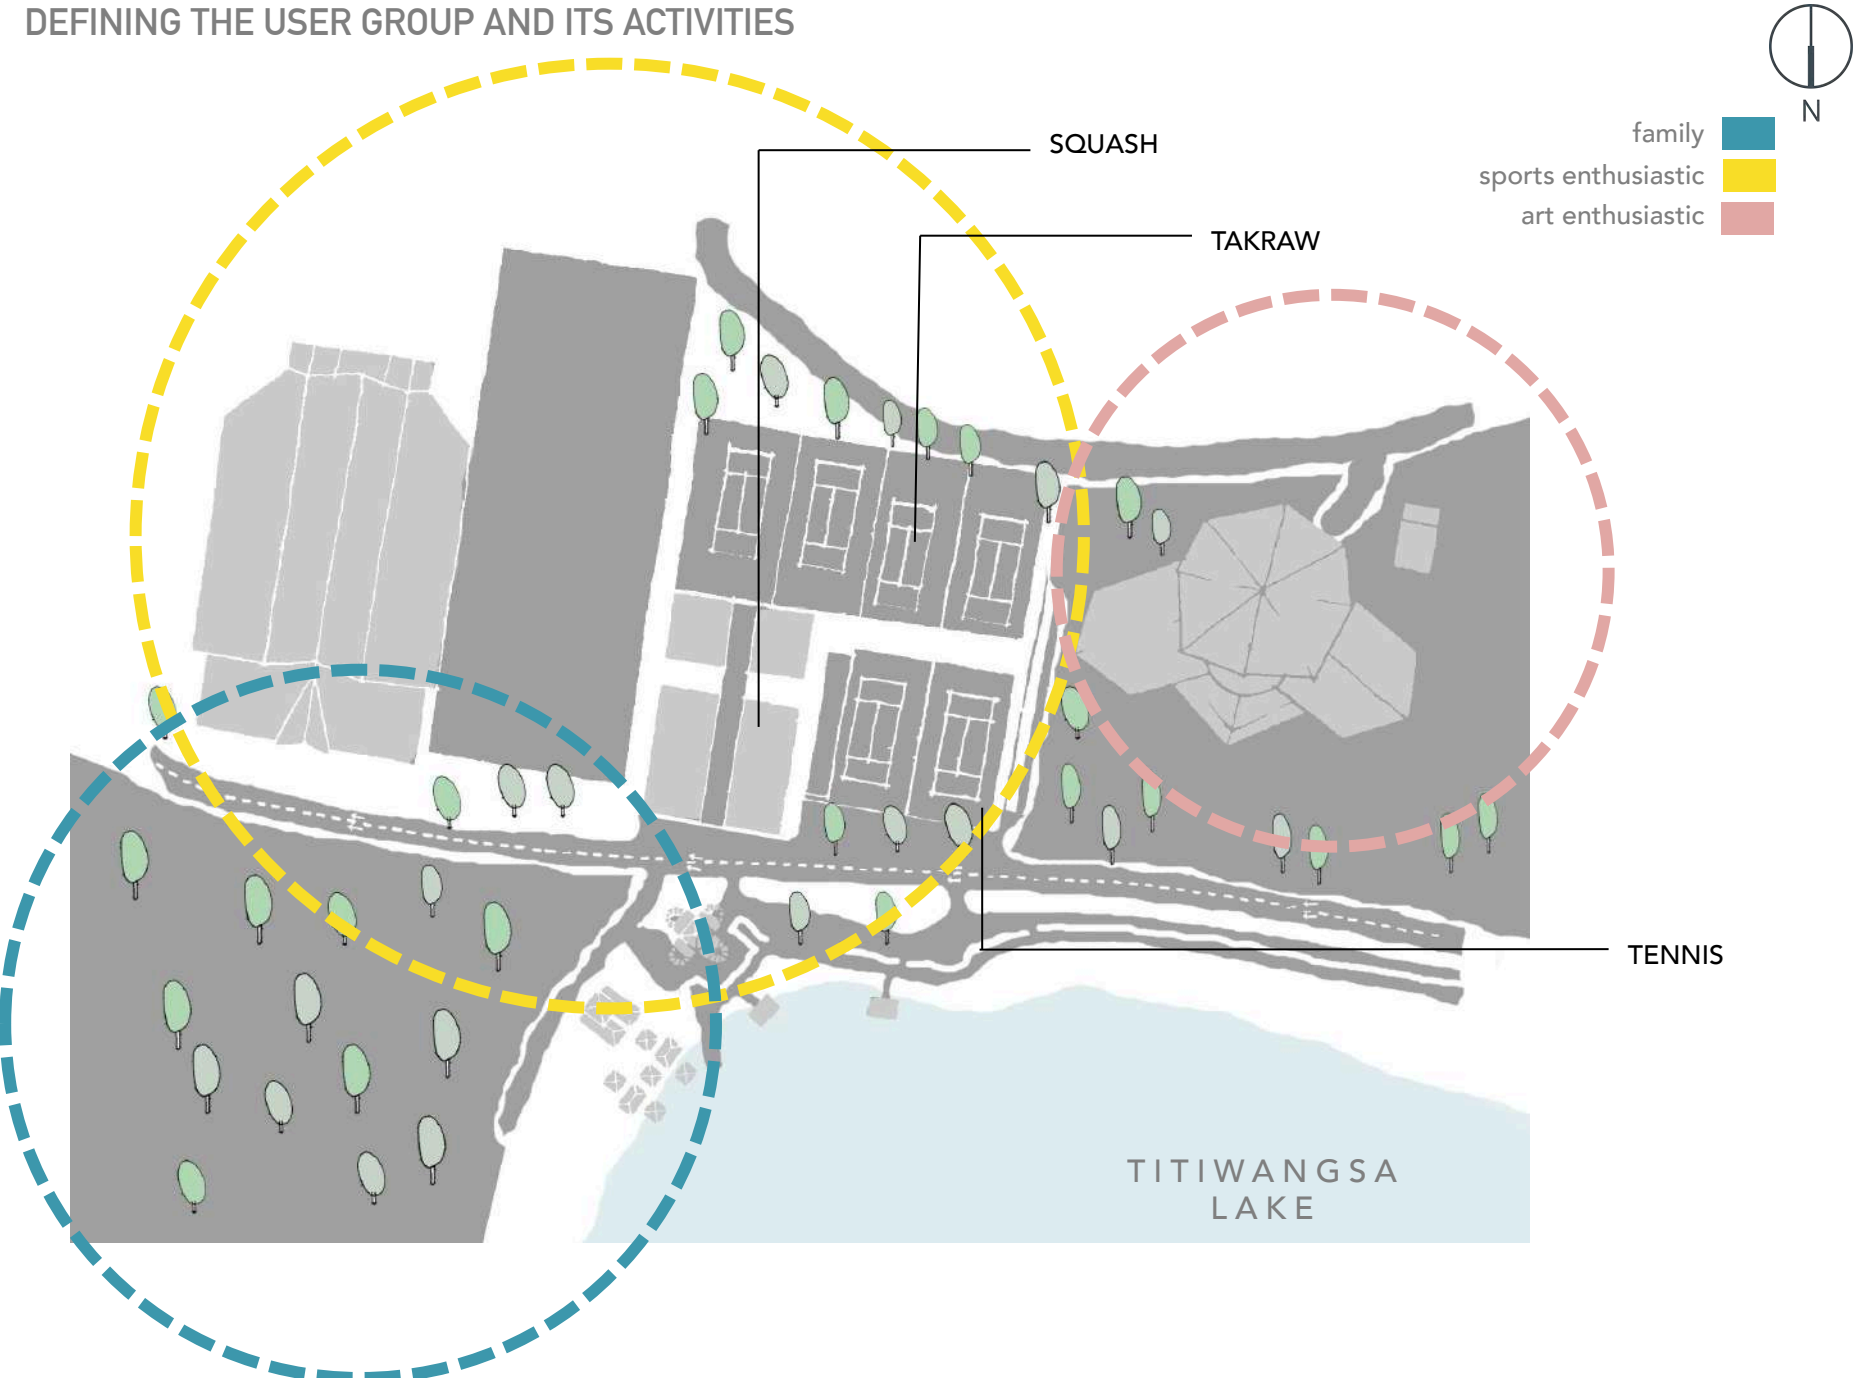 DEFINING THE USER GROUP AND ITS ACTIVITIES
N
family
sports enthusiastic
art enthusiastic
SQUASH
TAKRAW
TENNIS
TITIWANGSA
LAKE